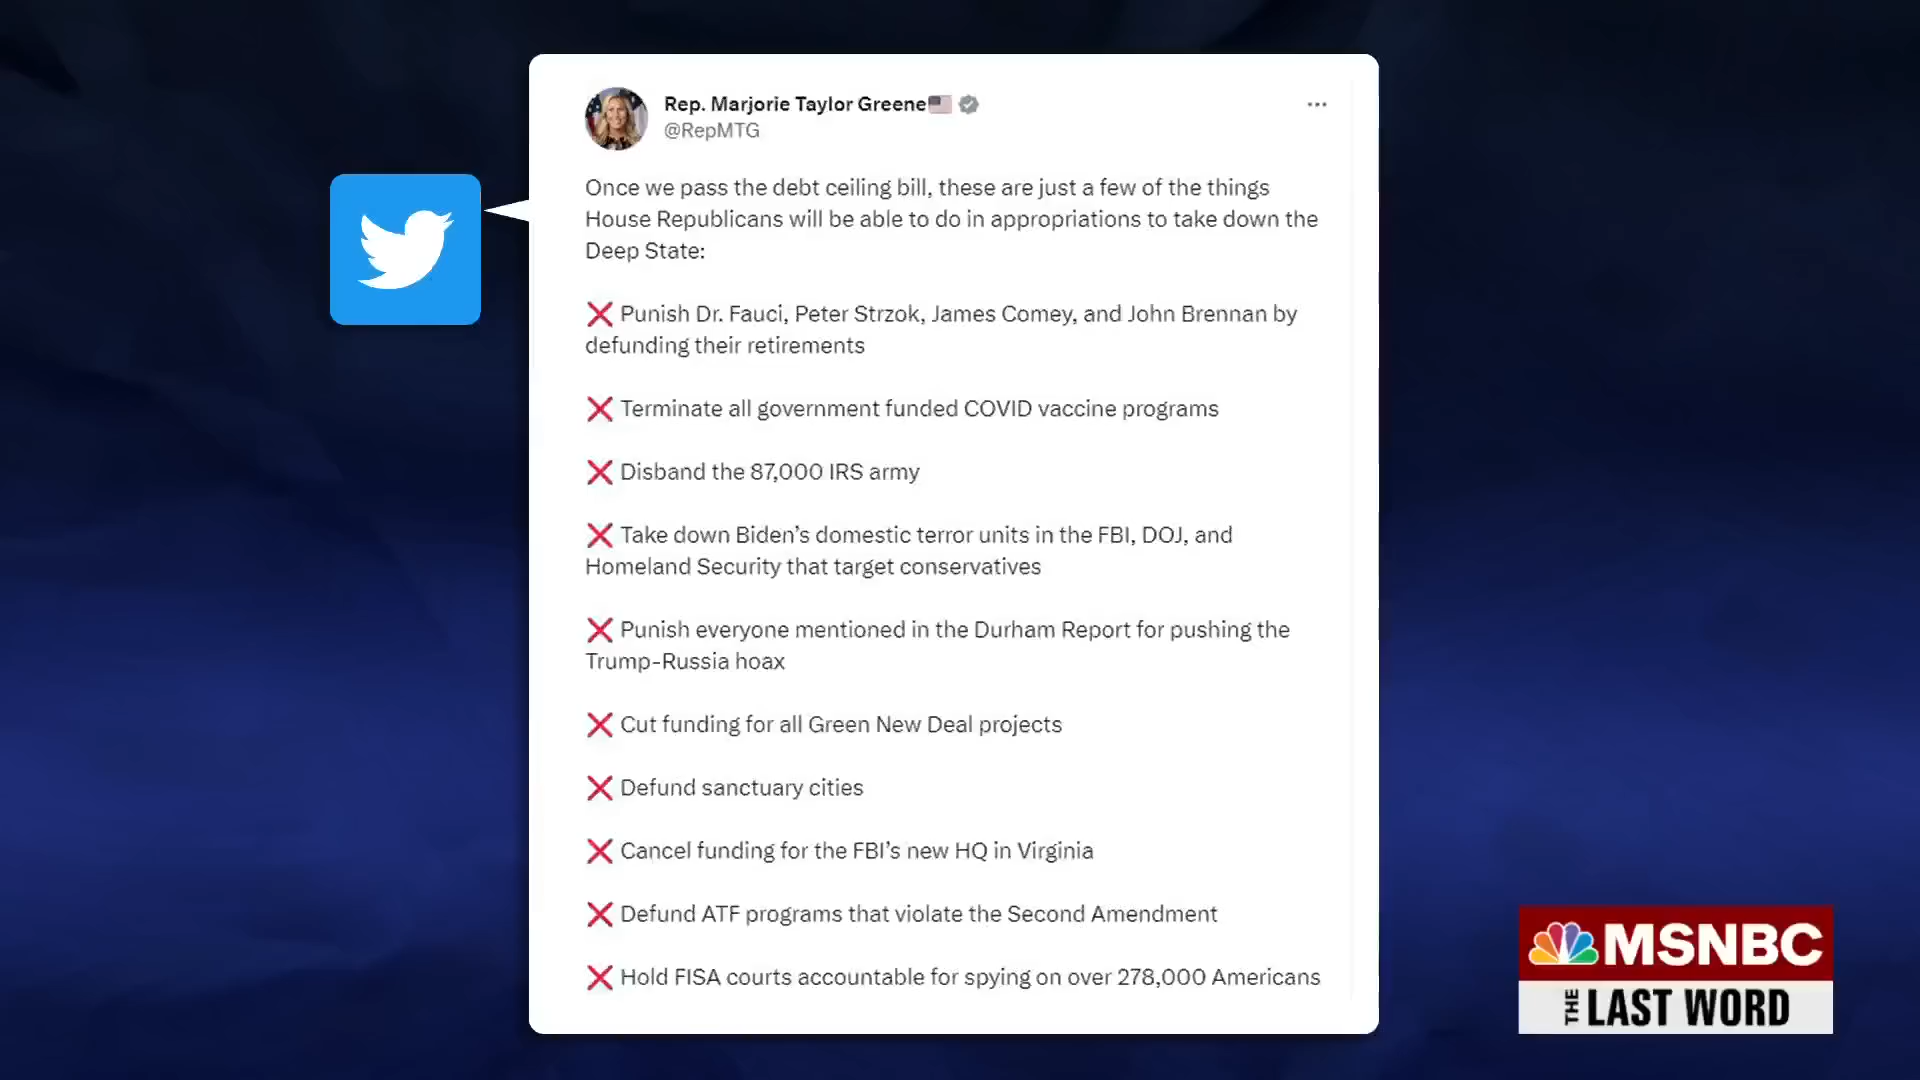 Rep. Marjorie Taylor Greene
@RepMTG
Once we pass the debt ceiling bill, these are just a few of the things
House Republicans will be able to do in appropriations to take down the
Deep State:
❌ Punish Dr. Fauci, Peter Strzok, James Comey, and John Brennan by
defunding their retirements
❌ Terminate all government funded COVID vaccine programs
❌ Disband the 87,000 IRS army
❌ Take down Biden’s domestic terror units in the FBI, DOJ, and
Homeland Security that target conservatives
❌ Punish everyone mentioned in the Durham Report for pushing the
Trump-Russia hoax
❌ Cut funding for all Green New Deal projects
❌ Defund sanctuary cities
❌ Cancel funding for the FBI’s new HQ in Virginia
❌ Defund ATF programs that violate the Second Amendment
❌ Hold FISA courts accountable for spying on over 278,000 Americans
MSNBC
THE LAST WORD